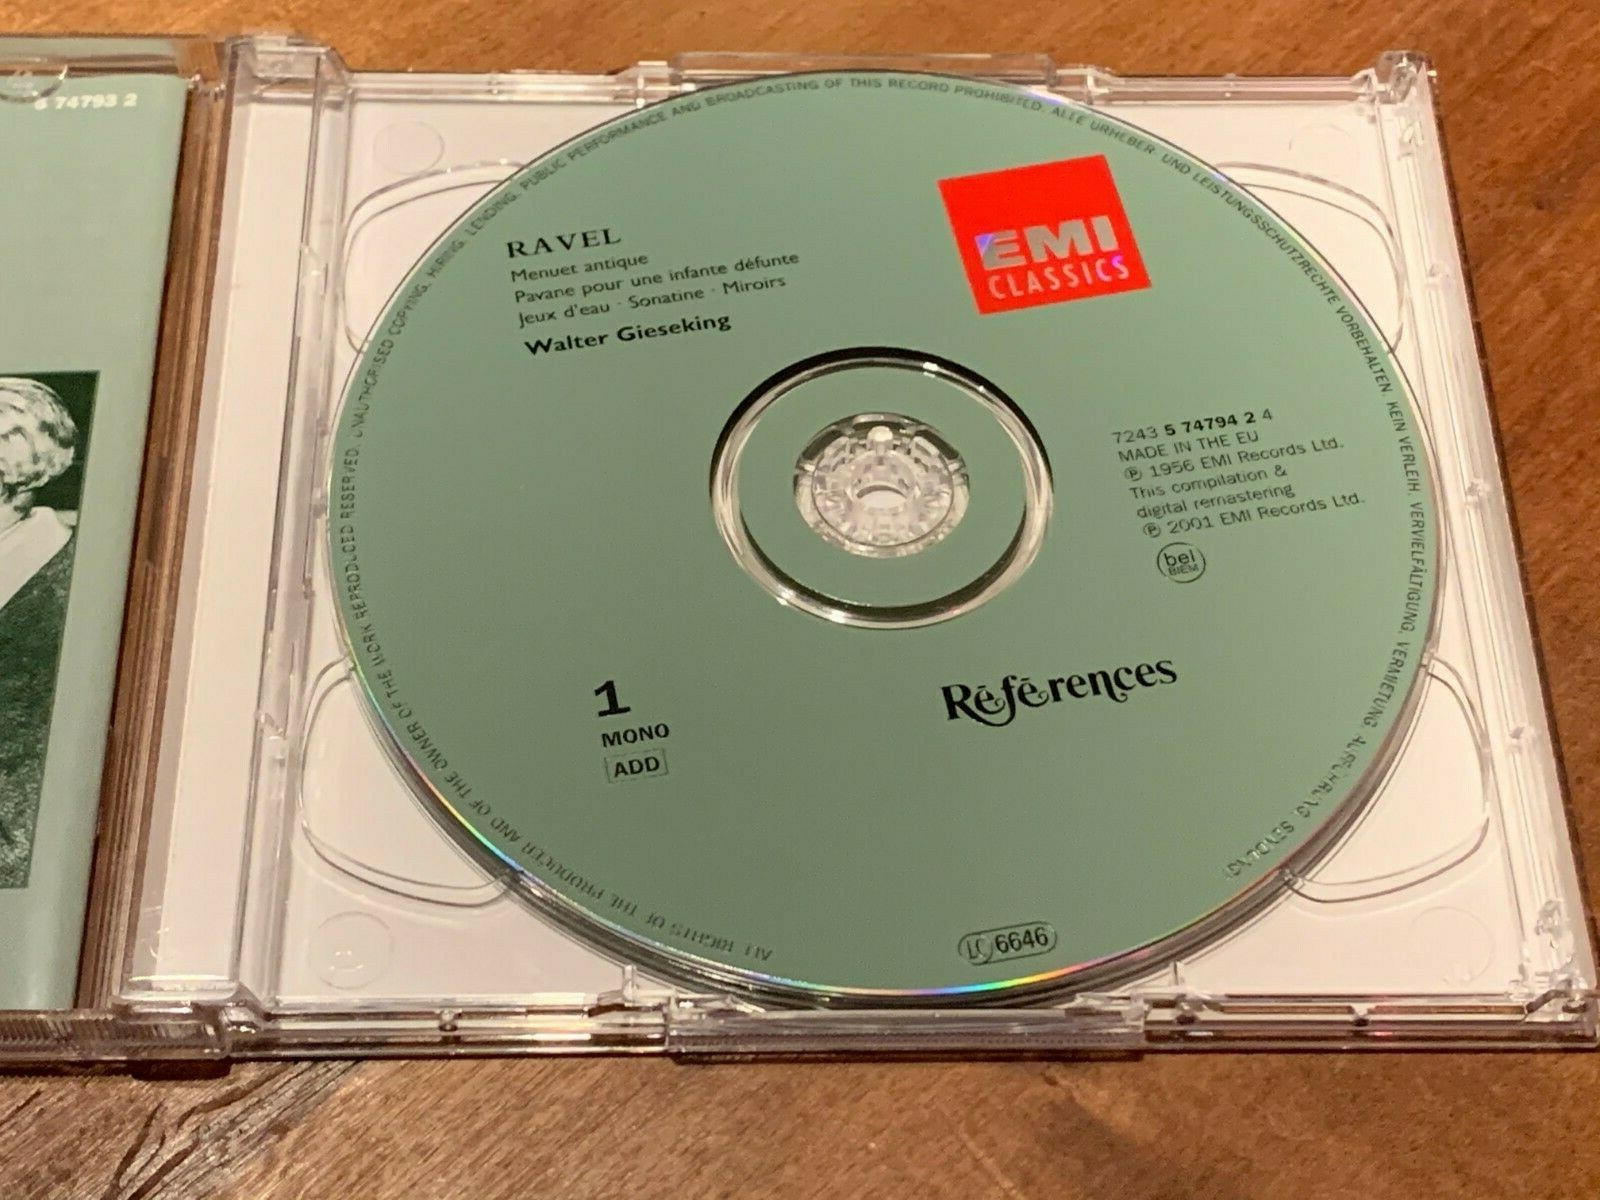 5 74793 2
RAVEL
Menuet antique
Pavane pour une infante défunte
Jeux d'eau · Sonatine · Miroirs
Walter Gieseking
EMI
CLASSICS
7243 5 74794 2 4
MADE IN THE EU
℗ 1956 EMI Records Ltd.
This compilation &
digital remastering
℗ 2001 EMI Records Ltd.
bel
BIEM
1
MONO
ADD
Références
LC 6646
ALL RIGHTS OF THE PRODUCER AND OF THE OWNER OF THE WORK REPRODUCED RESERVED. UNAUTHORISED COPYING, HIRING, LENDING, PUBLIC PERFORMANCE AND BROADCASTING OF THIS RECORD PROHIBITED. ALLE URHEBER- UND LEISTUNGSSCHUTZRECHTE VORBEHALTEN. KEIN VERLEIH, VERVIELFÄLTIGUNG, VERMIETUNG, AUFFÜHRUNG, SENDUNG!